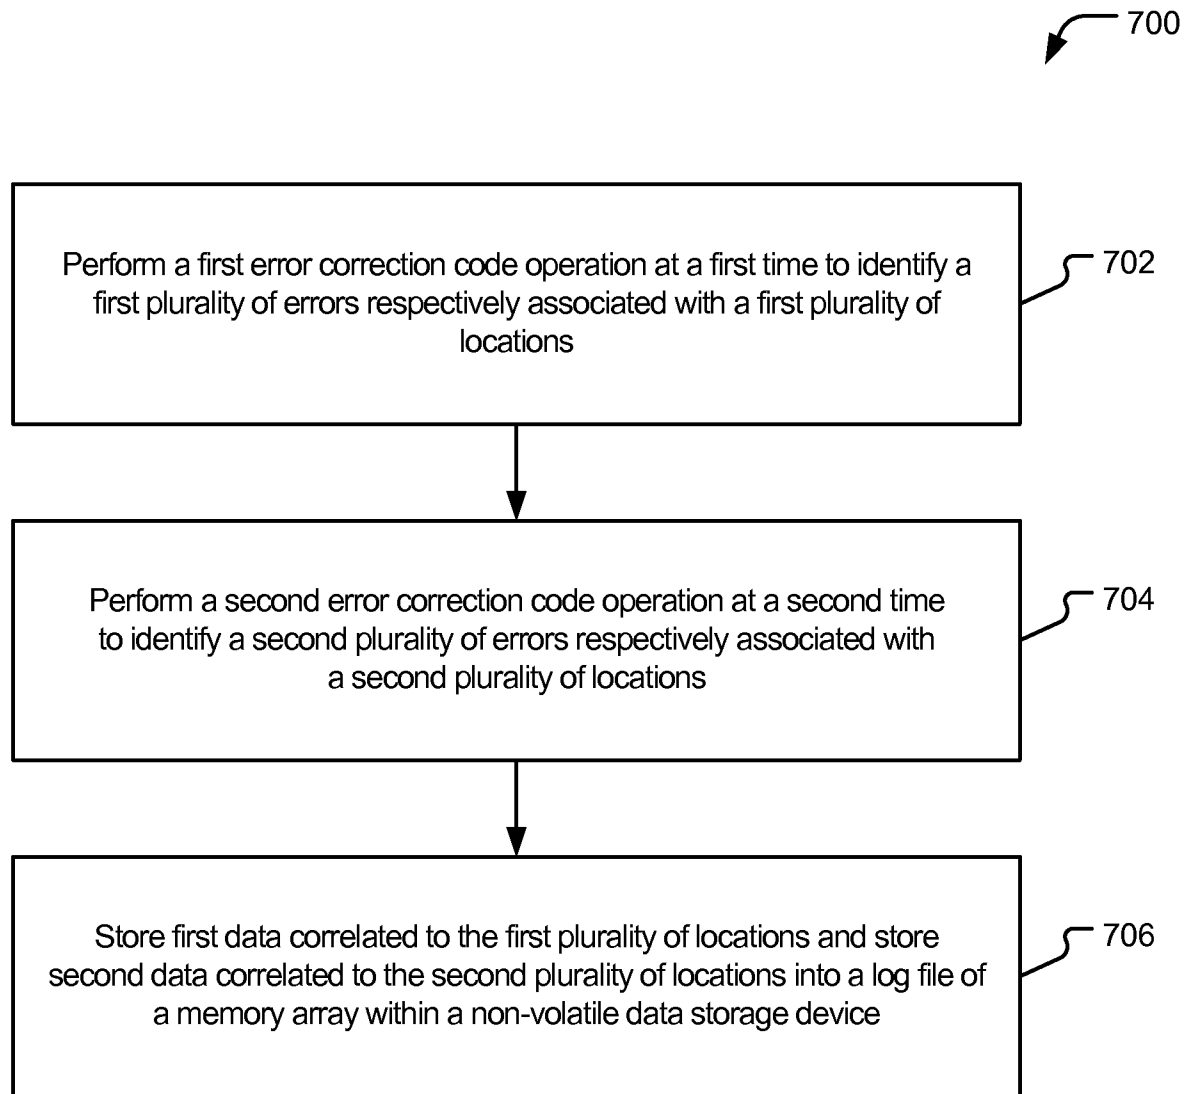 700
Perform a first error correction code operation at a first time to identify a
first plurality of errors respectively associated with a first plurality of
locations
702
Perform a second error correction code operation at a second time
to identify a second plurality of errors respectively associated with
a second plurality of locations
704
Store first data correlated to the first plurality of locations and store
second data correlated to the second plurality of locations into a log file of
a memory array within a non-volatile data storage device
706